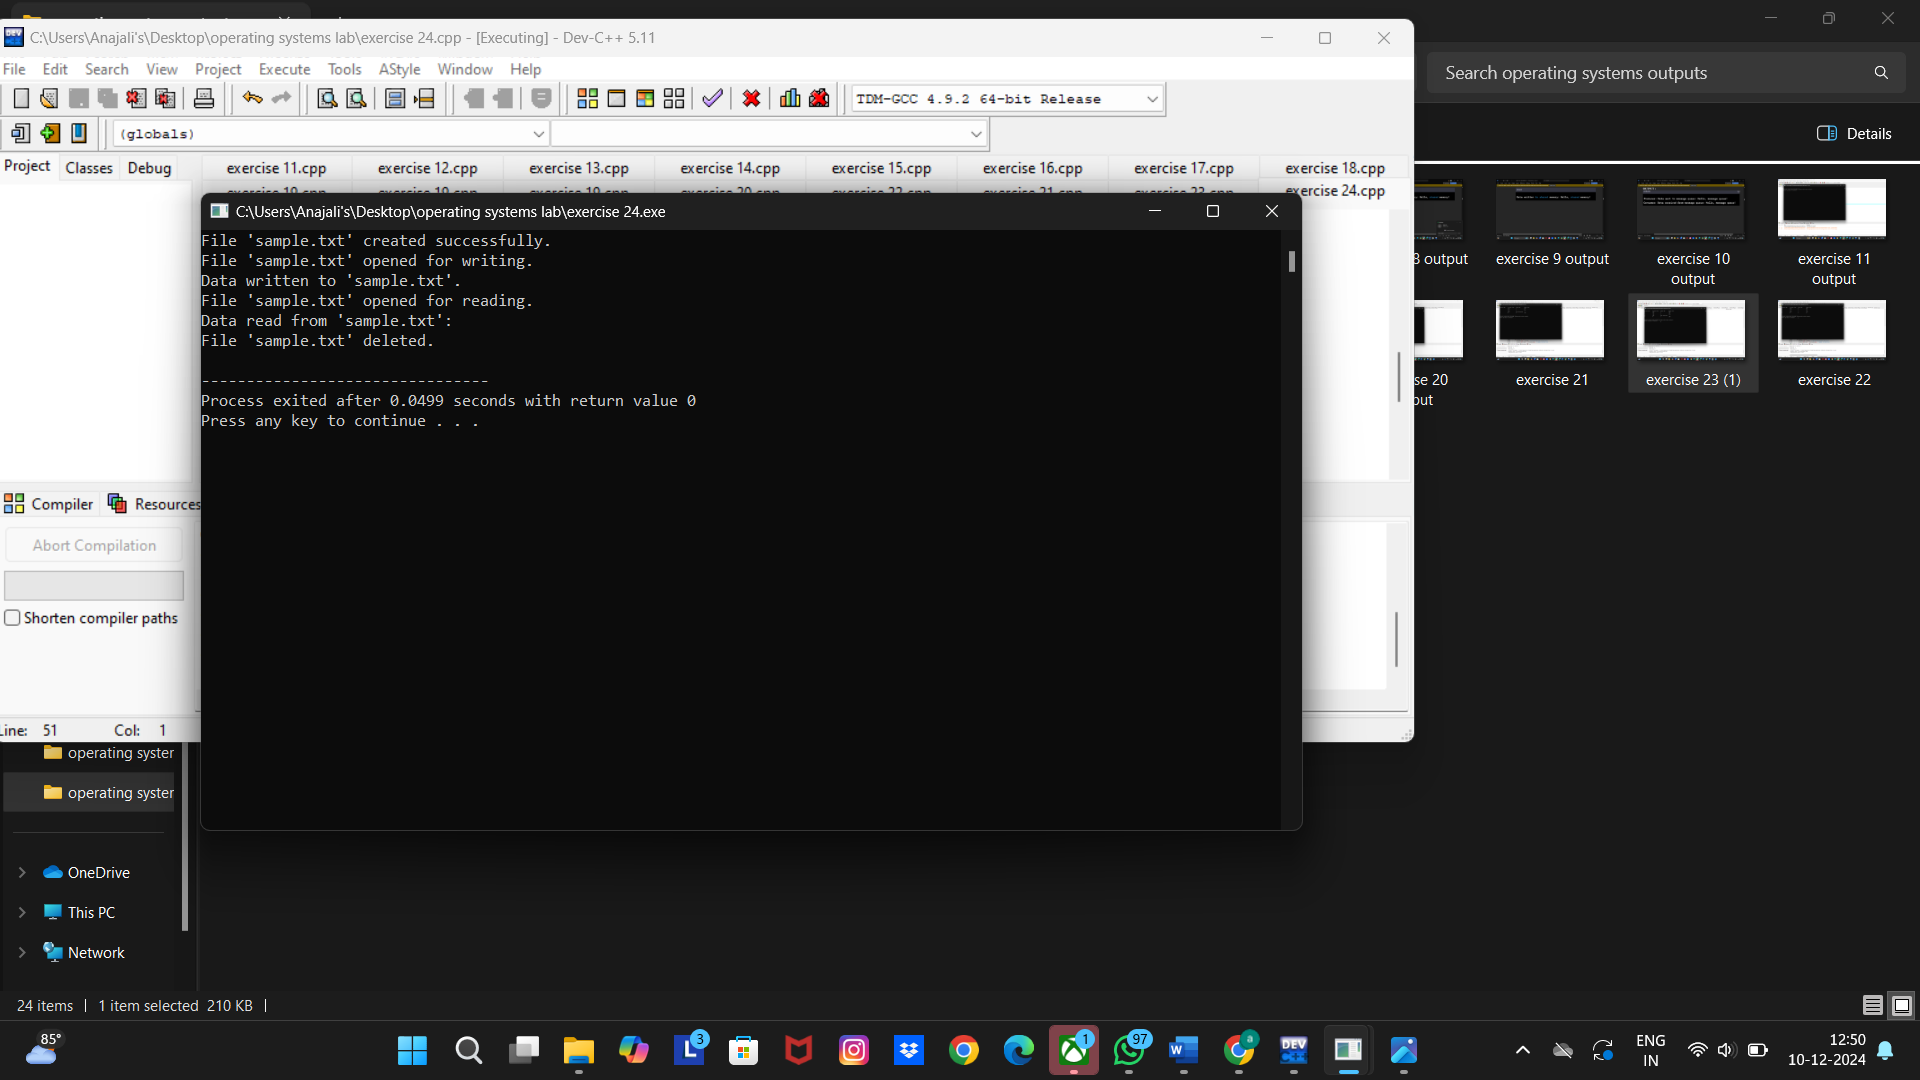 C:\Users\Anajali's\Desktop\operating systems lab\exercise 24.cpp - [Executing] - Dev-C++ 5.11
File Edit Search View Project Execute Tools AStyle Window Help
Search operating systems outputs
TDM-GCC 4.9.2 64-bit Release
(globals)
Details
Project Classes Debug
exercise 11.cpp exercise 12.cpp exercise 13.cpp exercise 14.cpp exercise 15.cpp exercise 16.cpp exercise 17.cpp exercise 18.cpp
exercise 24.cpp
C:\Users\Anajali's\Desktop\operating systems lab\exercise 24.exe
File 'sample.txt' created successfully.
File 'sample.txt' opened for writing.
Data written to 'sample.txt'.
File 'sample.txt' opened for reading.
Data read from 'sample.txt':
File 'sample.txt' deleted.
--------------------------------
Process exited after 0.0499 seconds with return value 0
Press any key to continue . . .
8 output
exercise 9 output
exercise 10
output
exercise 11
output
se 20
out
exercise 21
exercise 23 (1)
exercise 22
Compiler Resources
Abort Compilation
Shorten compiler paths
Line: 51 Col: 1
operating syster
operating syster
OneDrive
This PC
Network
24 items 1 item selected 210 KB
85°
3
1
97
a
ENG
IN
12:50
10-12-2024